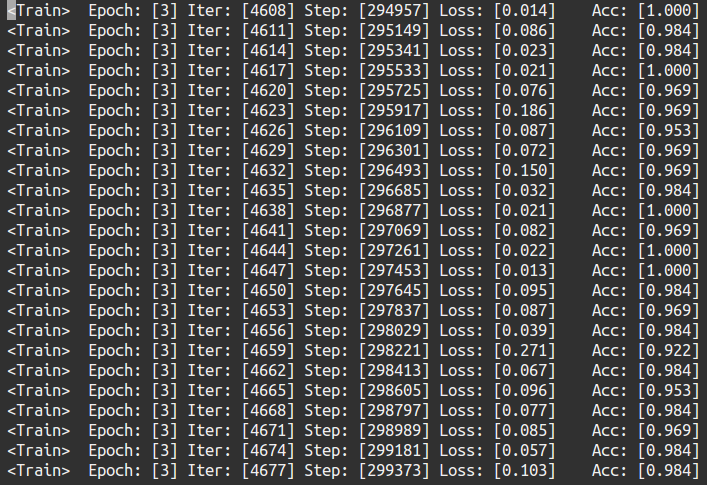 <Train>  Epoch: [3] Iter: [4608] Step: [294957] Loss: [0.014]    Acc: [1.000]
<Train>  Epoch: [3] Iter: [4611] Step: [295149] Loss: [0.086]    Acc: [0.984]
<Train>  Epoch: [3] Iter: [4614] Step: [295341] Loss: [0.023]    Acc: [0.984]
<Train>  Epoch: [3] Iter: [4617] Step: [295533] Loss: [0.021]    Acc: [1.000]
<Train>  Epoch: [3] Iter: [4620] Step: [295725] Loss: [0.076]    Acc: [0.969]
<Train>  Epoch: [3] Iter: [4623] Step: [295917] Loss: [0.186]    Acc: [0.969]
<Train>  Epoch: [3] Iter: [4626] Step: [296109] Loss: [0.087]    Acc: [0.953]
<Train>  Epoch: [3] Iter: [4629] Step: [296301] Loss: [0.072]    Acc: [0.969]
<Train>  Epoch: [3] Iter: [4632] Step: [296493] Loss: [0.150]    Acc: [0.969]
<Train>  Epoch: [3] Iter: [4635] Step: [296685] Loss: [0.032]    Acc: [0.984]
<Train>  Epoch: [3] Iter: [4638] Step: [296877] Loss: [0.021]    Acc: [1.000]
<Train>  Epoch: [3] Iter: [4641] Step: [297069] Loss: [0.082]    Acc: [0.969]
<Train>  Epoch: [3] Iter: [4644] Step: [297261] Loss: [0.022]    Acc: [1.000]
<Train>  Epoch: [3] Iter: [4647] Step: [297453] Loss: [0.013]    Acc: [1.000]
<Train>  Epoch: [3] Iter: [4650] Step: [297645] Loss: [0.095]    Acc: [0.984]
<Train>  Epoch: [3] Iter: [4653] Step: [297837] Loss: [0.087]    Acc: [0.969]
<Train>  Epoch: [3] Iter: [4656] Step: [298029] Loss: [0.039]    Acc: [0.984]
<Train>  Epoch: [3] Iter: [4659] Step: [298221] Loss: [0.271]    Acc: [0.922]
<Train>  Epoch: [3] Iter: [4662] Step: [298413] Loss: [0.067]    Acc: [0.984]
<Train>  Epoch: [3] Iter: [4665] Step: [298605] Loss: [0.096]    Acc: [0.953]
<Train>  Epoch: [3] Iter: [4668] Step: [298797] Loss: [0.077]    Acc: [0.984]
<Train>  Epoch: [3] Iter: [4671] Step: [298989] Loss: [0.085]    Acc: [0.969]
<Train>  Epoch: [3] Iter: [4674] Step: [299181] Loss: [0.057]    Acc: [0.984]
<Train>  Epoch: [3] Iter: [4677] Step: [299373] Loss: [0.103]    Acc: [0.984]